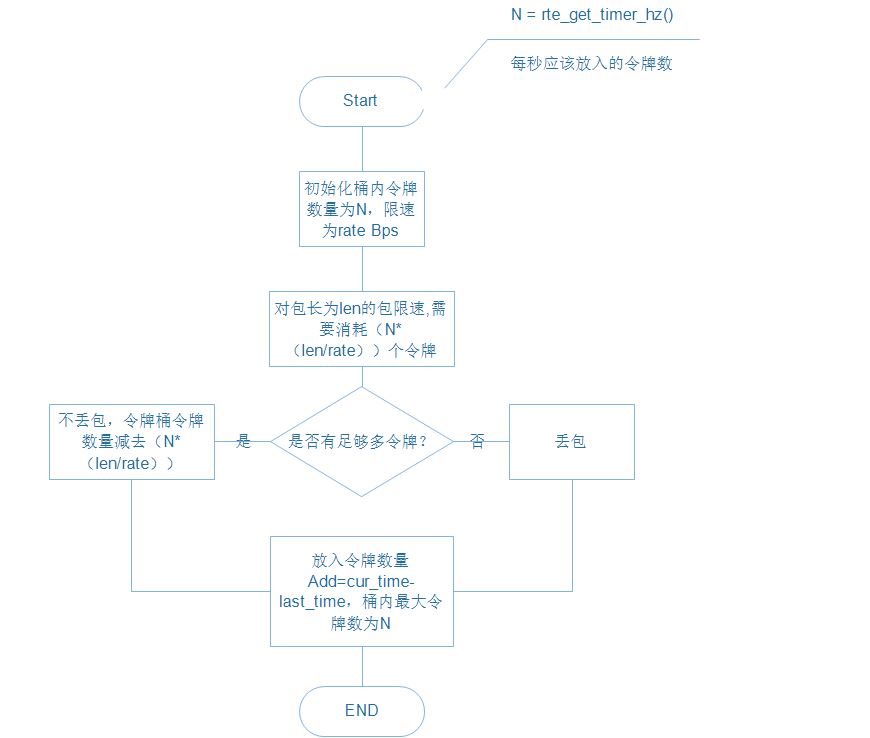 N = rte_get_timer_hz()
每秒应该放入的令牌数
Start
初始化桶内令牌
数量为N，限速
为rate Bps
对包长为len的包限速,需
要消耗（N*
（len/rate））个令牌
不丢包，令牌桶令牌
数量减去（N*
（len/rate））
是
是否有足够多令牌？
否
丢包
放入令牌数量
Add=cur_time-
last_time，桶内最大令
牌数为N
END